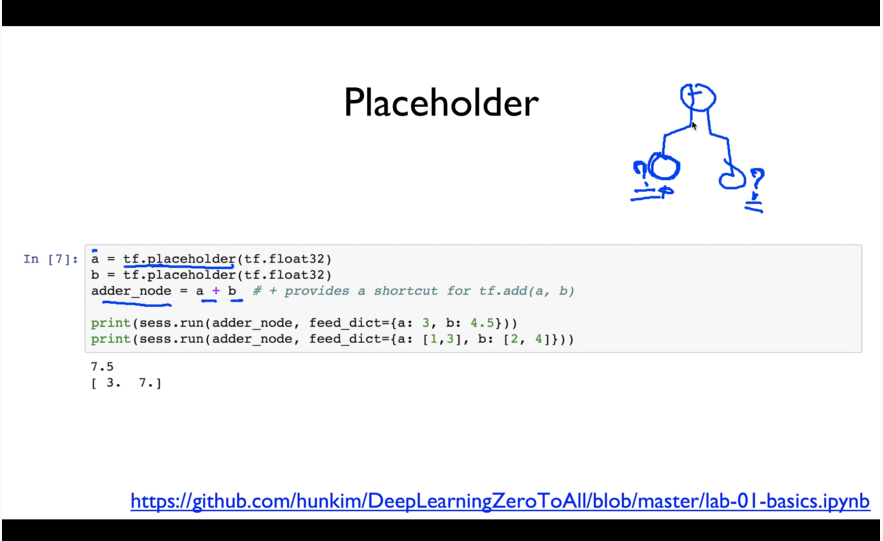 Placeholder
+
?
?
In [7]:
a = tf.placeholder(tf.float32)
b = tf.placeholder(tf.float32)
adder_node = a + b  # + provides a shortcut for tf.add(a, b)
print(sess.run(adder_node, feed_dict={a: 3, b: 4.5}))
print(sess.run(adder_node, feed_dict={a: [1,3], b: [2, 4]}))
7.5
[ 3.  7.]
https://github.com/hunkim/DeepLearningZeroToAll/blob/master/lab-01-basics.ipynb